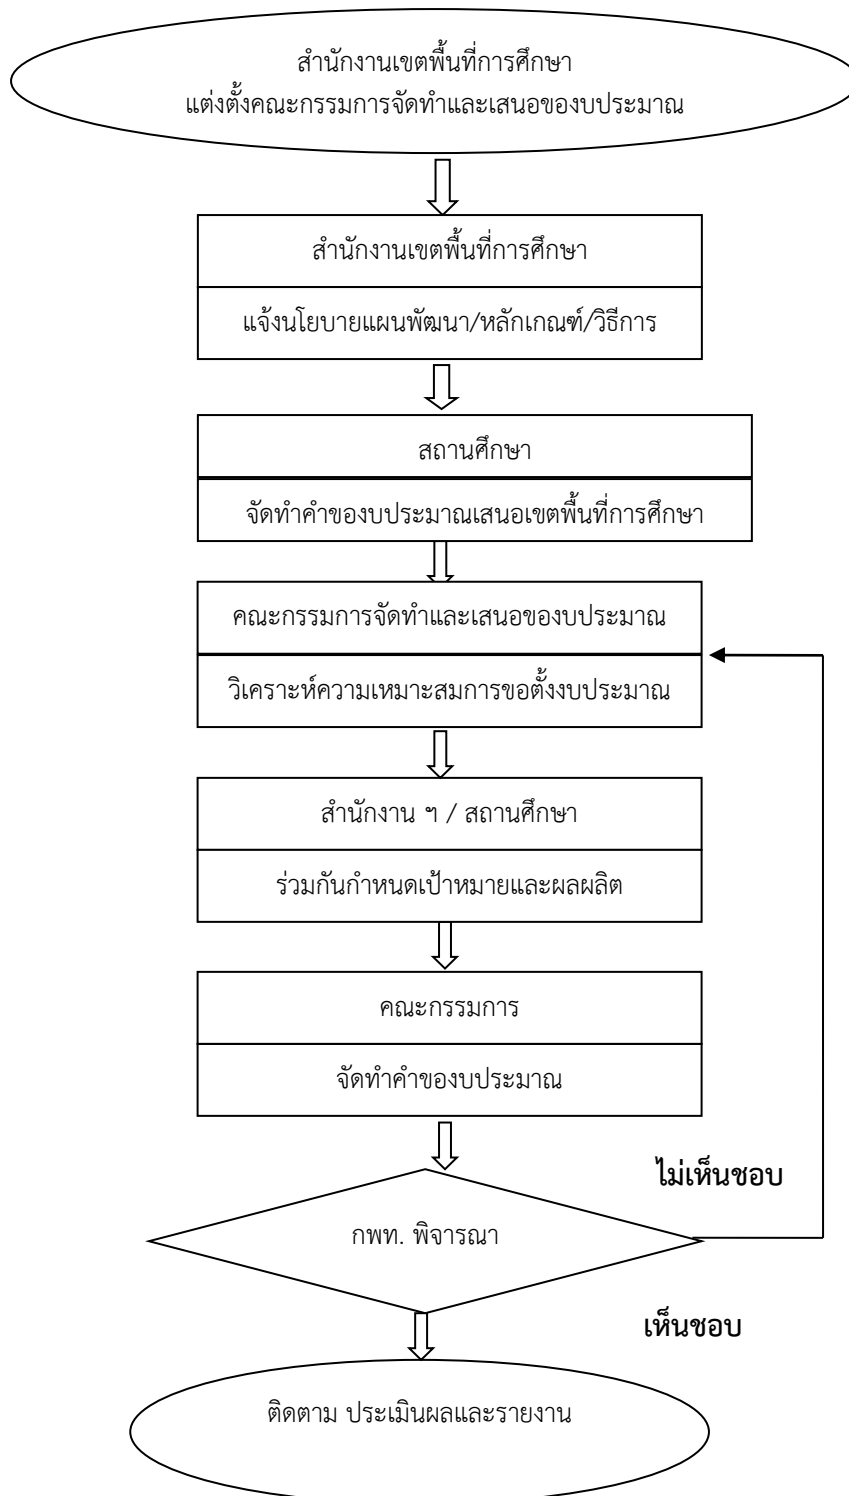 สำนักงานเขตพื้นที่การศึกษา
แต่งตั้งคณะกรรมการจัดทำและเสนอของบประมาณ
สำนักงานเขตพื้นที่การศึกษา
แจ้งนโยบายแผนพัฒนา/หลักเกณฑ์/วิธีการ
สถานศึกษา
จัดทำคำของบประมาณเสนอเขตพื้นที่การศึกษา
คณะกรรมการจัดทำและเสนอของบประมาณ
วิเคราะห์ความเหมาะสมการขอตั้งงบประมาณ
สำนักงาน ฯ / สถานศึกษา
ร่วมกันกำหนดเป้าหมายและผลผลิต
คณะกรรมการ
จัดทำคำของบประมาณ
ไม่เห็นชอบ
กพท. พิจารณา
เห็นชอบ
ติดตาม ประเมินผลและรายงาน